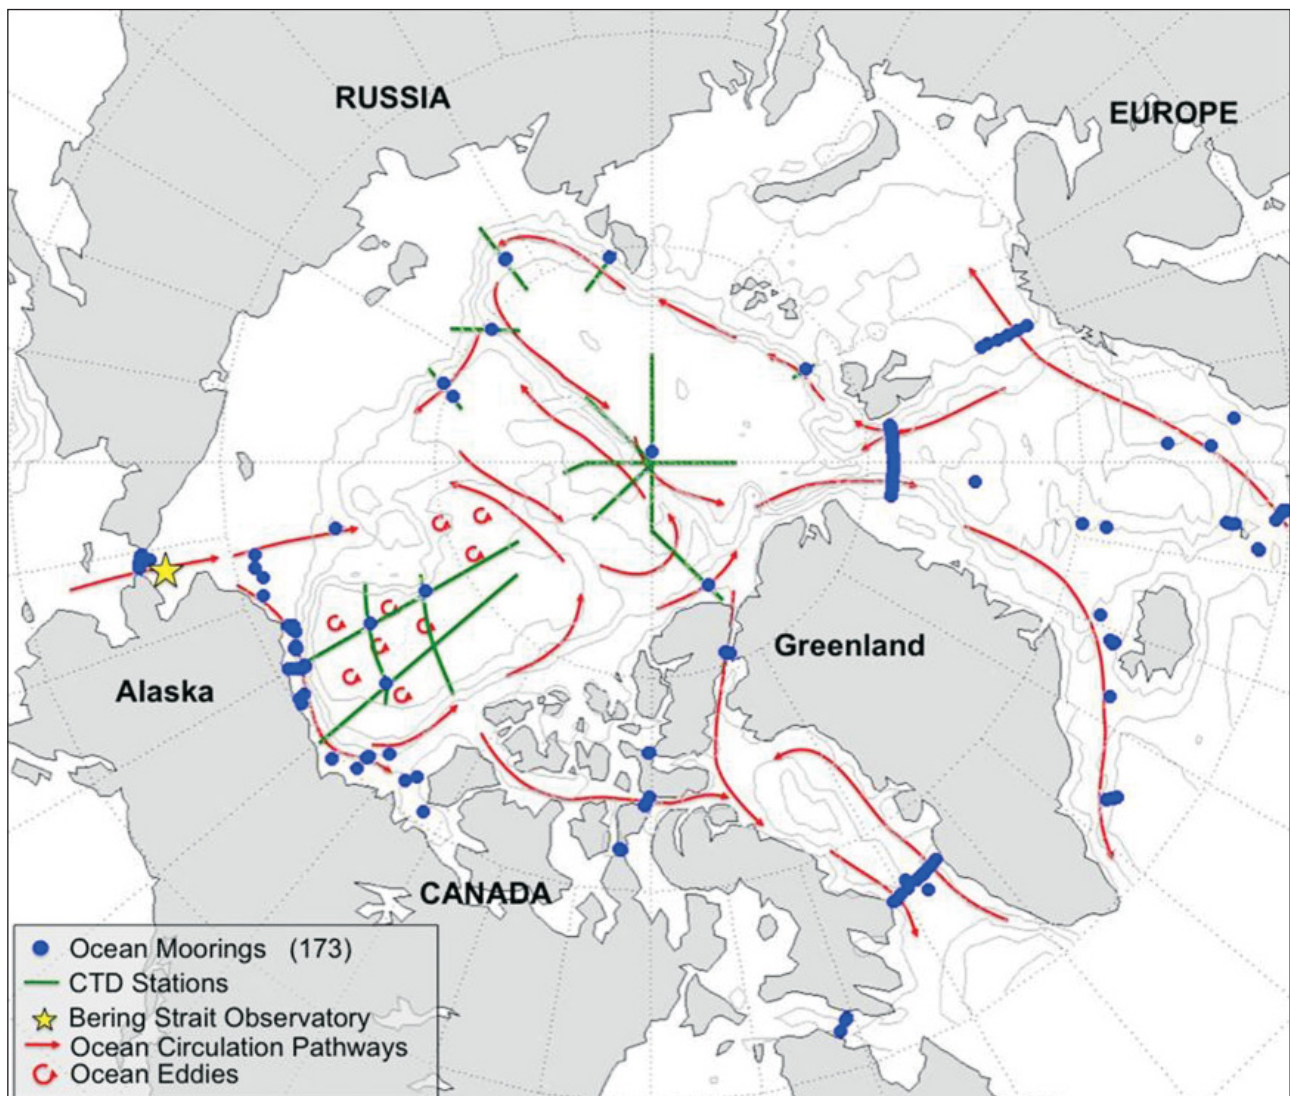 RUSSIA
EUROPE
Greenland
Alaska
CANADA
Ocean Moorings (173)
CTD Stations
Bering Strait Observatory
Ocean Circulation Pathways
Ocean Eddies